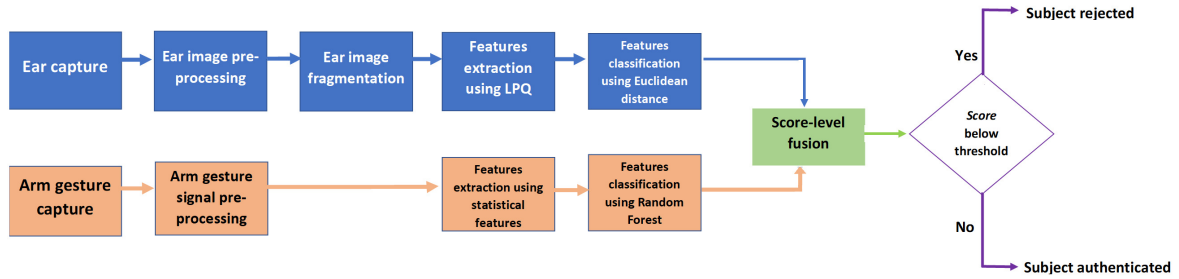 Ear capture
Ear image pre-
processing
Ear image
fragmentation
Features
extraction
using LPQ
Features
classification
using Euclidean
distance
Arm gesture
capture
Arm gesture
signal pre-
processing
Features
extraction using
statistical
features
Features
classification
using Random
Forest
Score-level
fusion
Score
below
threshold
Yes
Subject rejected
No
Subject authenticated